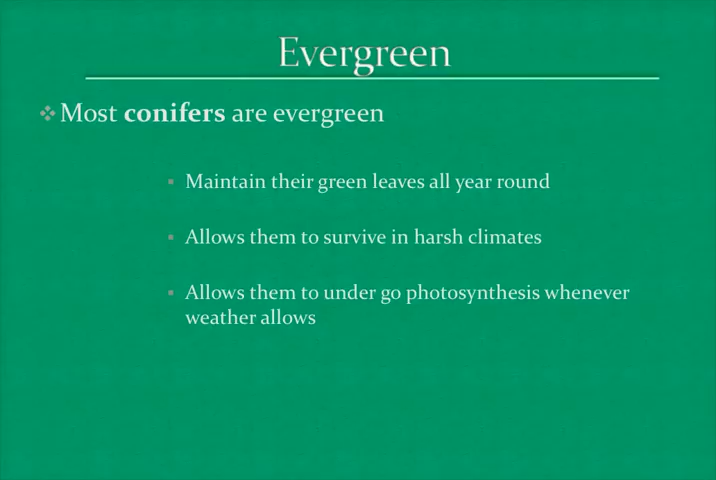 Evergreen
Most conifers are evergreen
Maintain their green leaves all year round
Allows them to survive in harsh climates
Allows them to under go photosynthesis whenever
weather allows